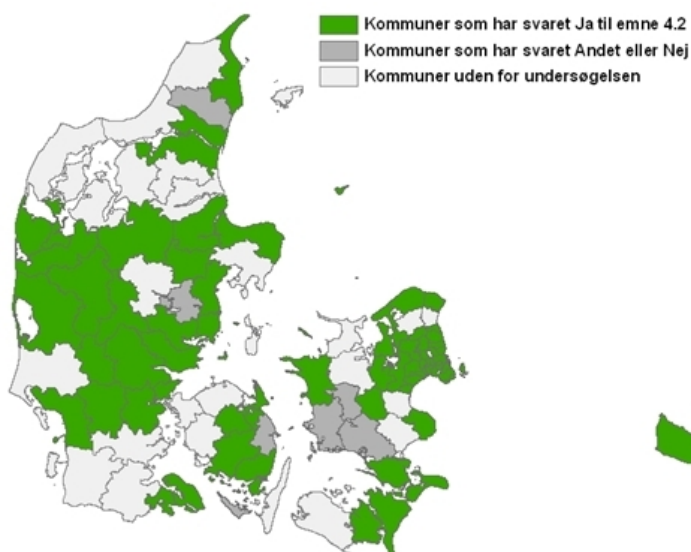 Kommuner som har svaret Ja til emne 4.2
Kommuner som har svaret Andet eller Nej
Kommuner uden for undersøgelsen